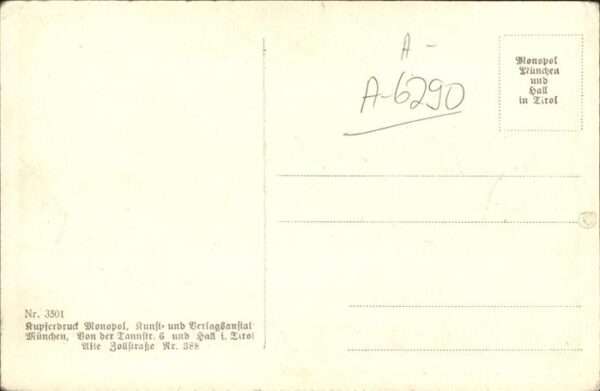 A -
A-6290
Monopol
München
und
Hall
in Tirol
Nr. 3501
Kupferdruck Monopol, Kunst- und Verlagsanstalt
München, Von der Tannstr. 6 und Hall i. Tirol
Alte Zollstraße Nr. 388